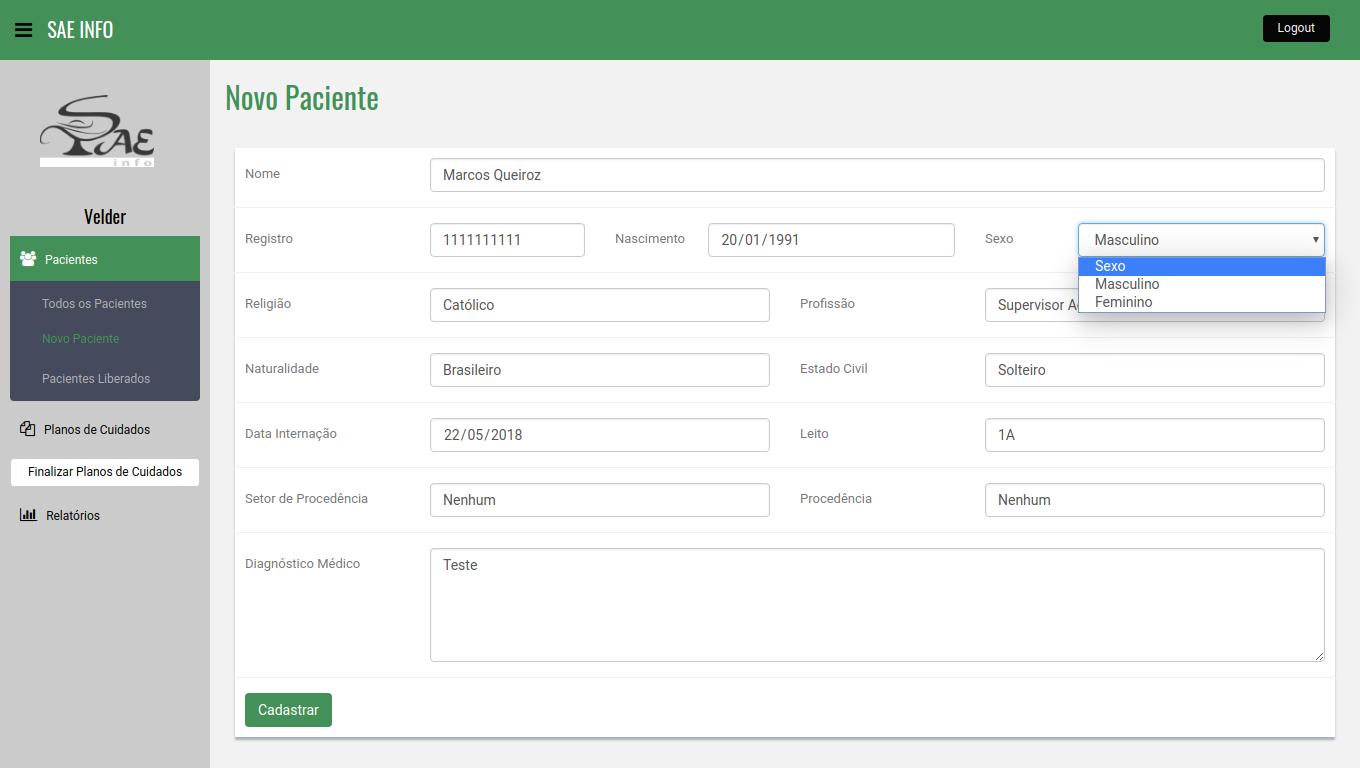 SAE INFO
Logout
SAE
info
Velder
Pacientes
Todos os Pacientes
Novo Paciente
Pacientes Liberados
Planos de Cuidados
Finalizar Planos de Cuidados
Relatórios
Novo Paciente
Nome Marcos Queiroz
Registro 1111111111 Nascimento 20/01/1991 Sexo Masculino
Sexo
Masculino
Feminino
Religião Católico Profissão Supervisor
Naturalidade Brasileiro Estado Civil Solteiro
Data Internação 22/05/2018 Leito 1A
Setor de Procedência Nenhum Procedência Nenhum
Diagnóstico Médico Teste
Cadastrar